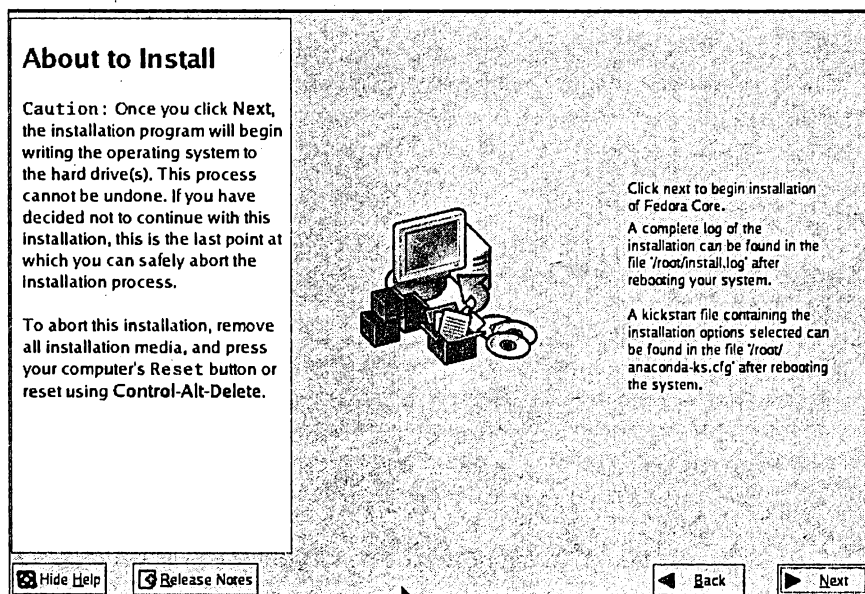 About to Install
Caution: Once you click Next,
the installation program will begin
writing the operating system to
the hard drive(s). This process
cannot be undone. If you have
decided not to continue with this
installation, this is the last point at
which you can safely abort the
installation process.
To abort this installation, remove
all installation media, and press
your computer's Reset button or
reset using Control-Alt-Delete.
Click next to begin installation
of Fedora Core.
A complete log of the
installation can be found in the
file '/root/install.log' after
rebooting your system.
A kickstart file containing the
installation options selected can
be found in the file '/root/
anaconda-ks.cfg' after rebooting
the system.
Hide Help
Release Notes
Back
Next